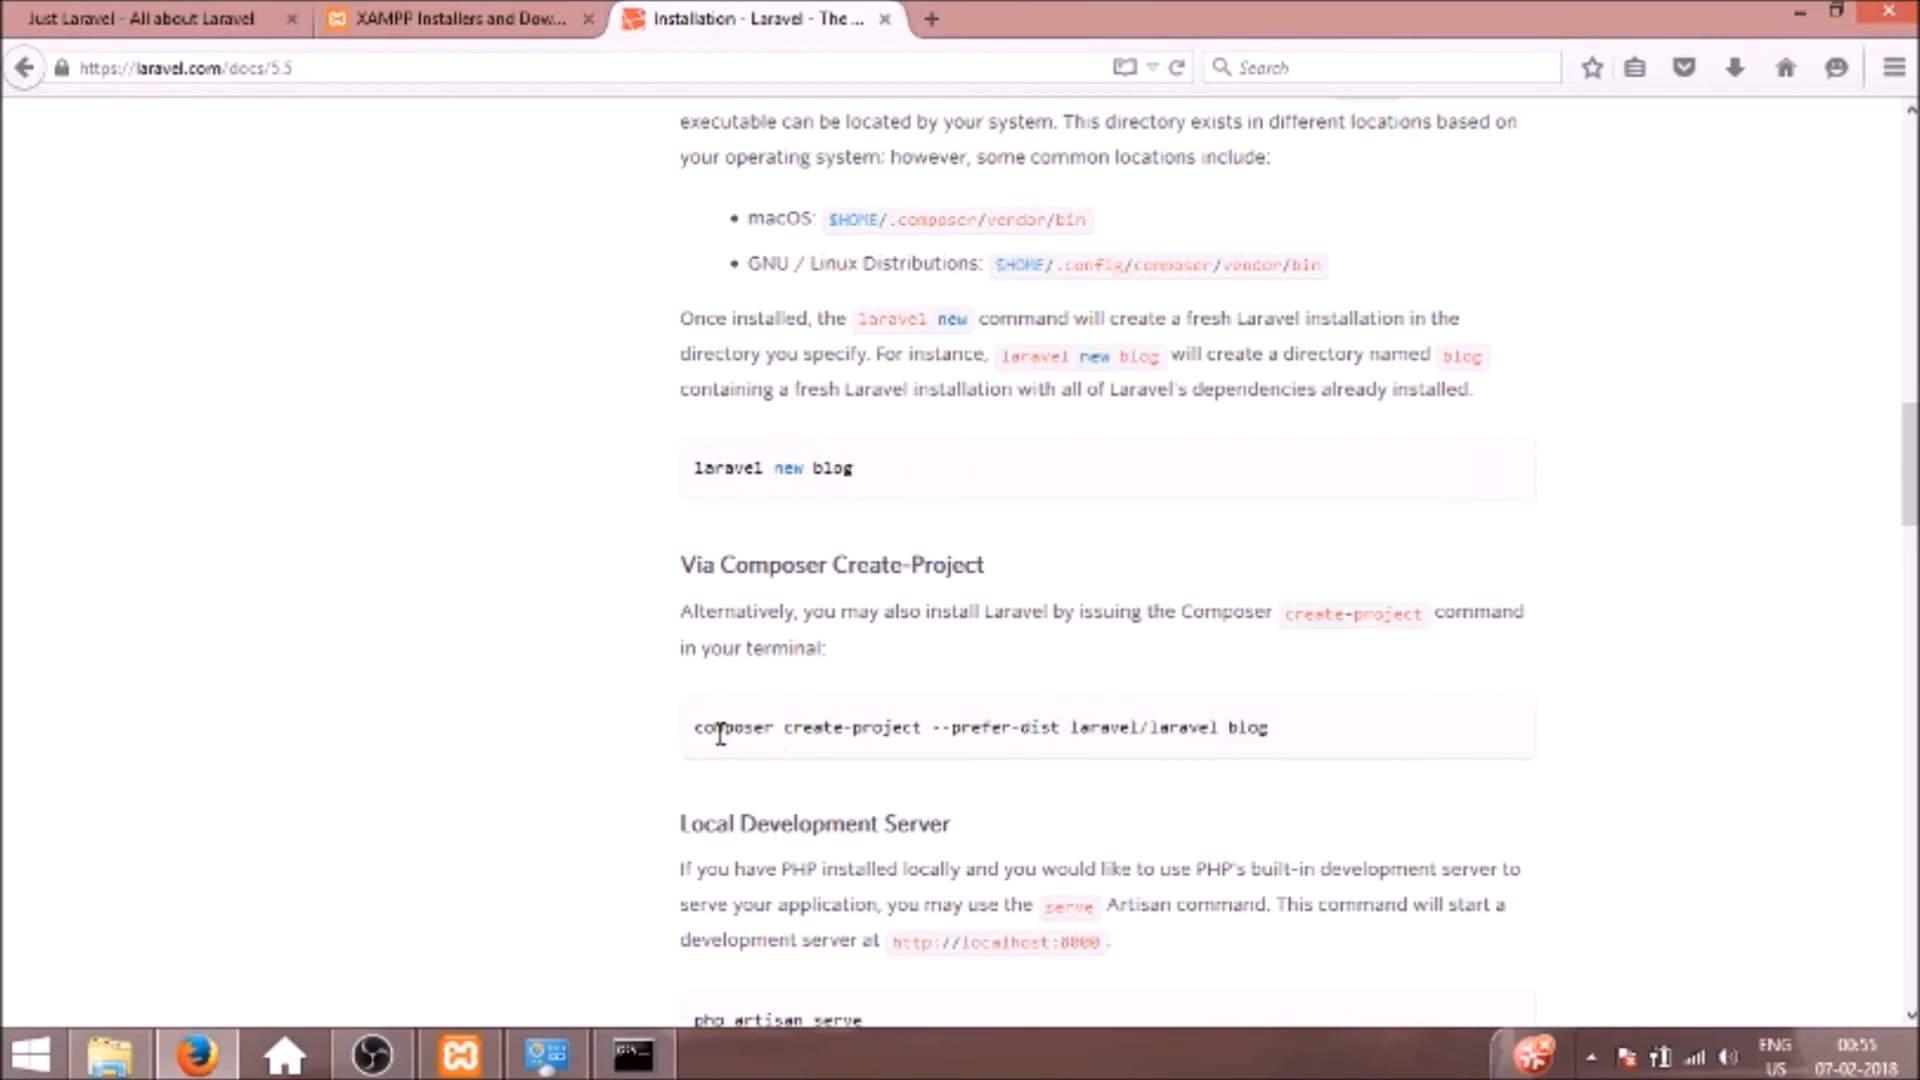 Just Laravel - All about Laravel
XAMPP Installers and Dow...
Installation - Laravel - The ...
https://laravel.com/docs/5.5
Search
executable can be located by your system. This directory exists in different locations based on
your operating system; however, some common locations include:
• macOS: $HOME/.composer/vendor/bin
• GNU / Linux Distributions: $HOME/.config/composer/vendor/bin
Once installed, the laravel new command will create a fresh Laravel installation in the
directory you specify. For instance, laravel new blog will create a directory named blog
containing a fresh Laravel installation with all of Laravel's dependencies already installed.
laravel new blog
Via Composer Create-Project
Alternatively, you may also install Laravel by issuing the Composer create-project command
in your terminal:
composer create-project --prefer-dist laravel/laravel blog
Local Development Server
If you have PHP installed locally and you would like to use PHP's built-in development server to
serve your application, you may use the serve Artisan command. This command will start a
development server at http://localhost:8000.
php artisan serve
ENG
US
00:55
07-02-2018